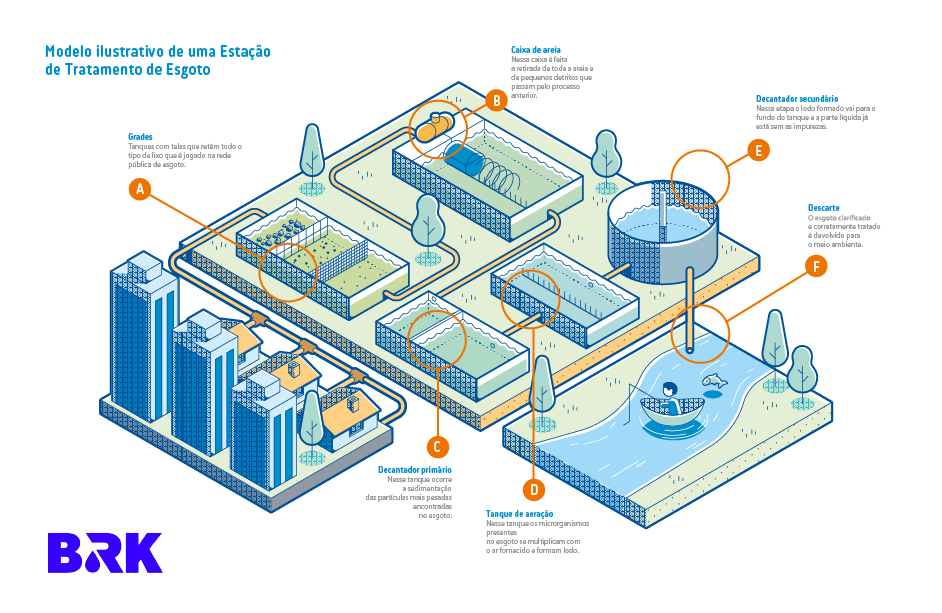 Modelo ilustrativo de uma Estação
de Tratamento de Esgoto
Caixa de areia
Nessa caixa é feita
a retirada de toda a areia e
de pequenos detritos que
passam pelo processo
anterior.
B
Decantador secundário
Nessa etapa o lodo formado vai para o
fundo do tanque e a parte líquida já
está sem as impurezas.
E
Grades
Tanques com telas que retêm todo o
tipo de lixo que é jogado na rede
pública de esgoto.
A
Descarte
O esgoto clarificado
e corretamente tratado
é devolvido para
o meio ambiente.
F
C
Decantador primário
Nesse tanque ocorre
a sedimentação
das partículas mais pesadas
encontradas
no esgoto.
D
Tanque de aeração
Nesse tanque os microrganismos
presentes
no esgoto se multiplicam com
o ar fornecido e formam lodo.
BRK